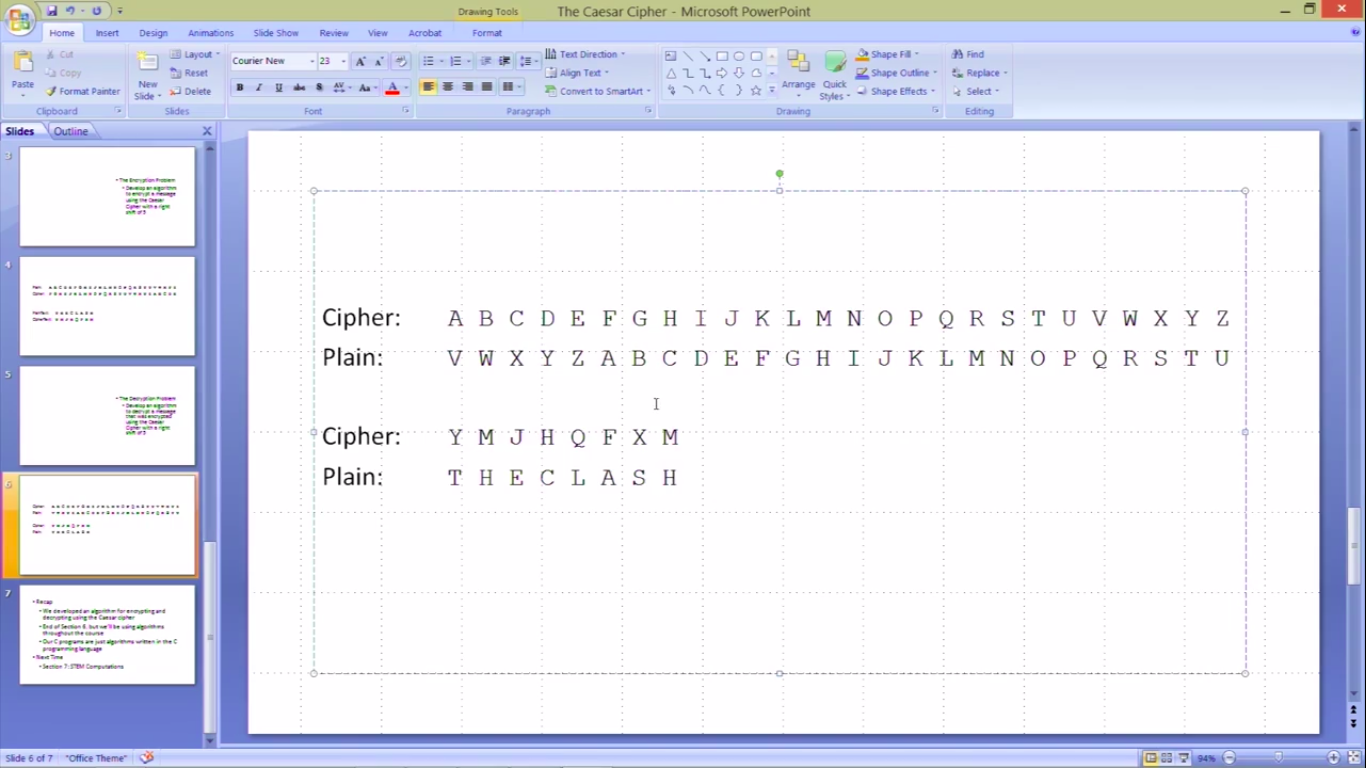 Drawing Tools
The Caesar Cipher - Microsoft PowerPoint
Home Insert Design Animations Slide Show Review View Acrobat Format
Paste
Cut
Copy
Format Painter
Clipboard
New Slide
Layout
Reset
Delete
Slides
Courier New 23
B I U abe S AV Aa A
Font
Text Direction
Align Text
Convert to SmartArt
Paragraph
Arrange
Quick Styles
Shape Fill
Shape Outline
Shape Effects
Drawing
Find
Replace
Select
Editing
Slides Outline
3
The Encryption Problem
Develop an algorithm
to encrypt a message
using the Caesar
Cipher with a right
shift of 5
4
5
The Decryption Problem
Develop an algorithm
to decrypt a message
that was encrypted
using the Caesar
Cipher with a right
shift of 5
6
7
Recap
We developed an algorithm for encrypting and
decrypting using the Caesar cipher
End of Section 6, but we'll be using algorithms
throughout the course
Our C programs are just algorithms written in the C
programming language
Next Time
Section 7: STEM Computations
Cipher: A B C D E F G H I J K L M N O P Q R S T U V W X Y Z
Plain: V W X Y Z A B C D E F G H I J K L M N O P Q R S T U
Cipher: Y M J H Q F X M
Plain: T H E C L A S H
Slide 6 of 7 "Office Theme" 94%